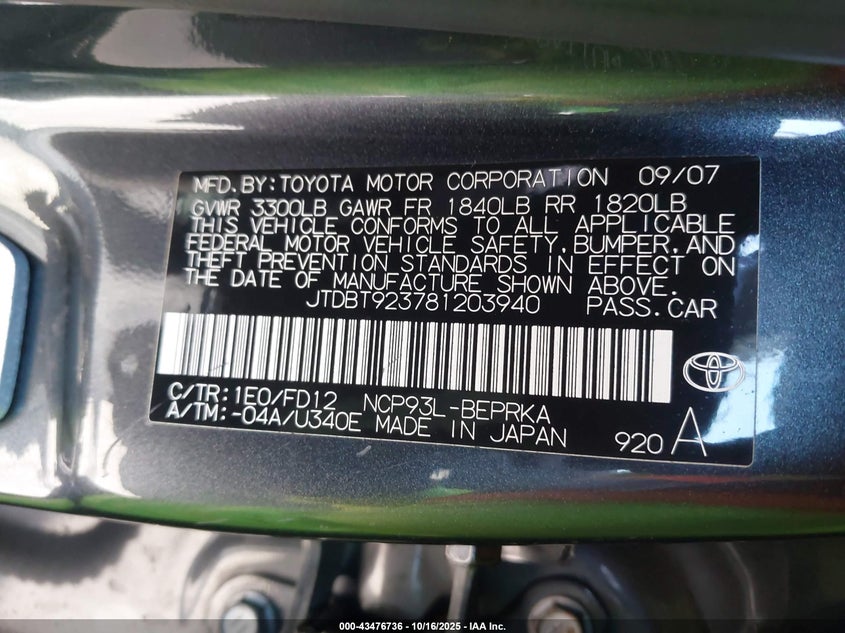 MFD. BY: TOYOTA MOTOR CORPORATION 09/07
GVWR 3300LB GAWR FR 1840LB RR 1820LB
THIS VEHICLE CONFORMS TO ALL APPLICABLE
FEDERAL MOTOR VEHICLE SAFETY, BUMPER, AND
THEFT PREVENTION STANDARDS IN EFFECT ON
THE DATE OF MANUFACTURE SHOWN ABOVE.
JTDBT923781203940 PASS. CAR
C/TR: 1E0/FD12 NCP93L-BEPRKA
A/TM: -04A/U340E MADE IN JAPAN 920 A
000-43476736 - 10/16/2025 - IAA Inc.